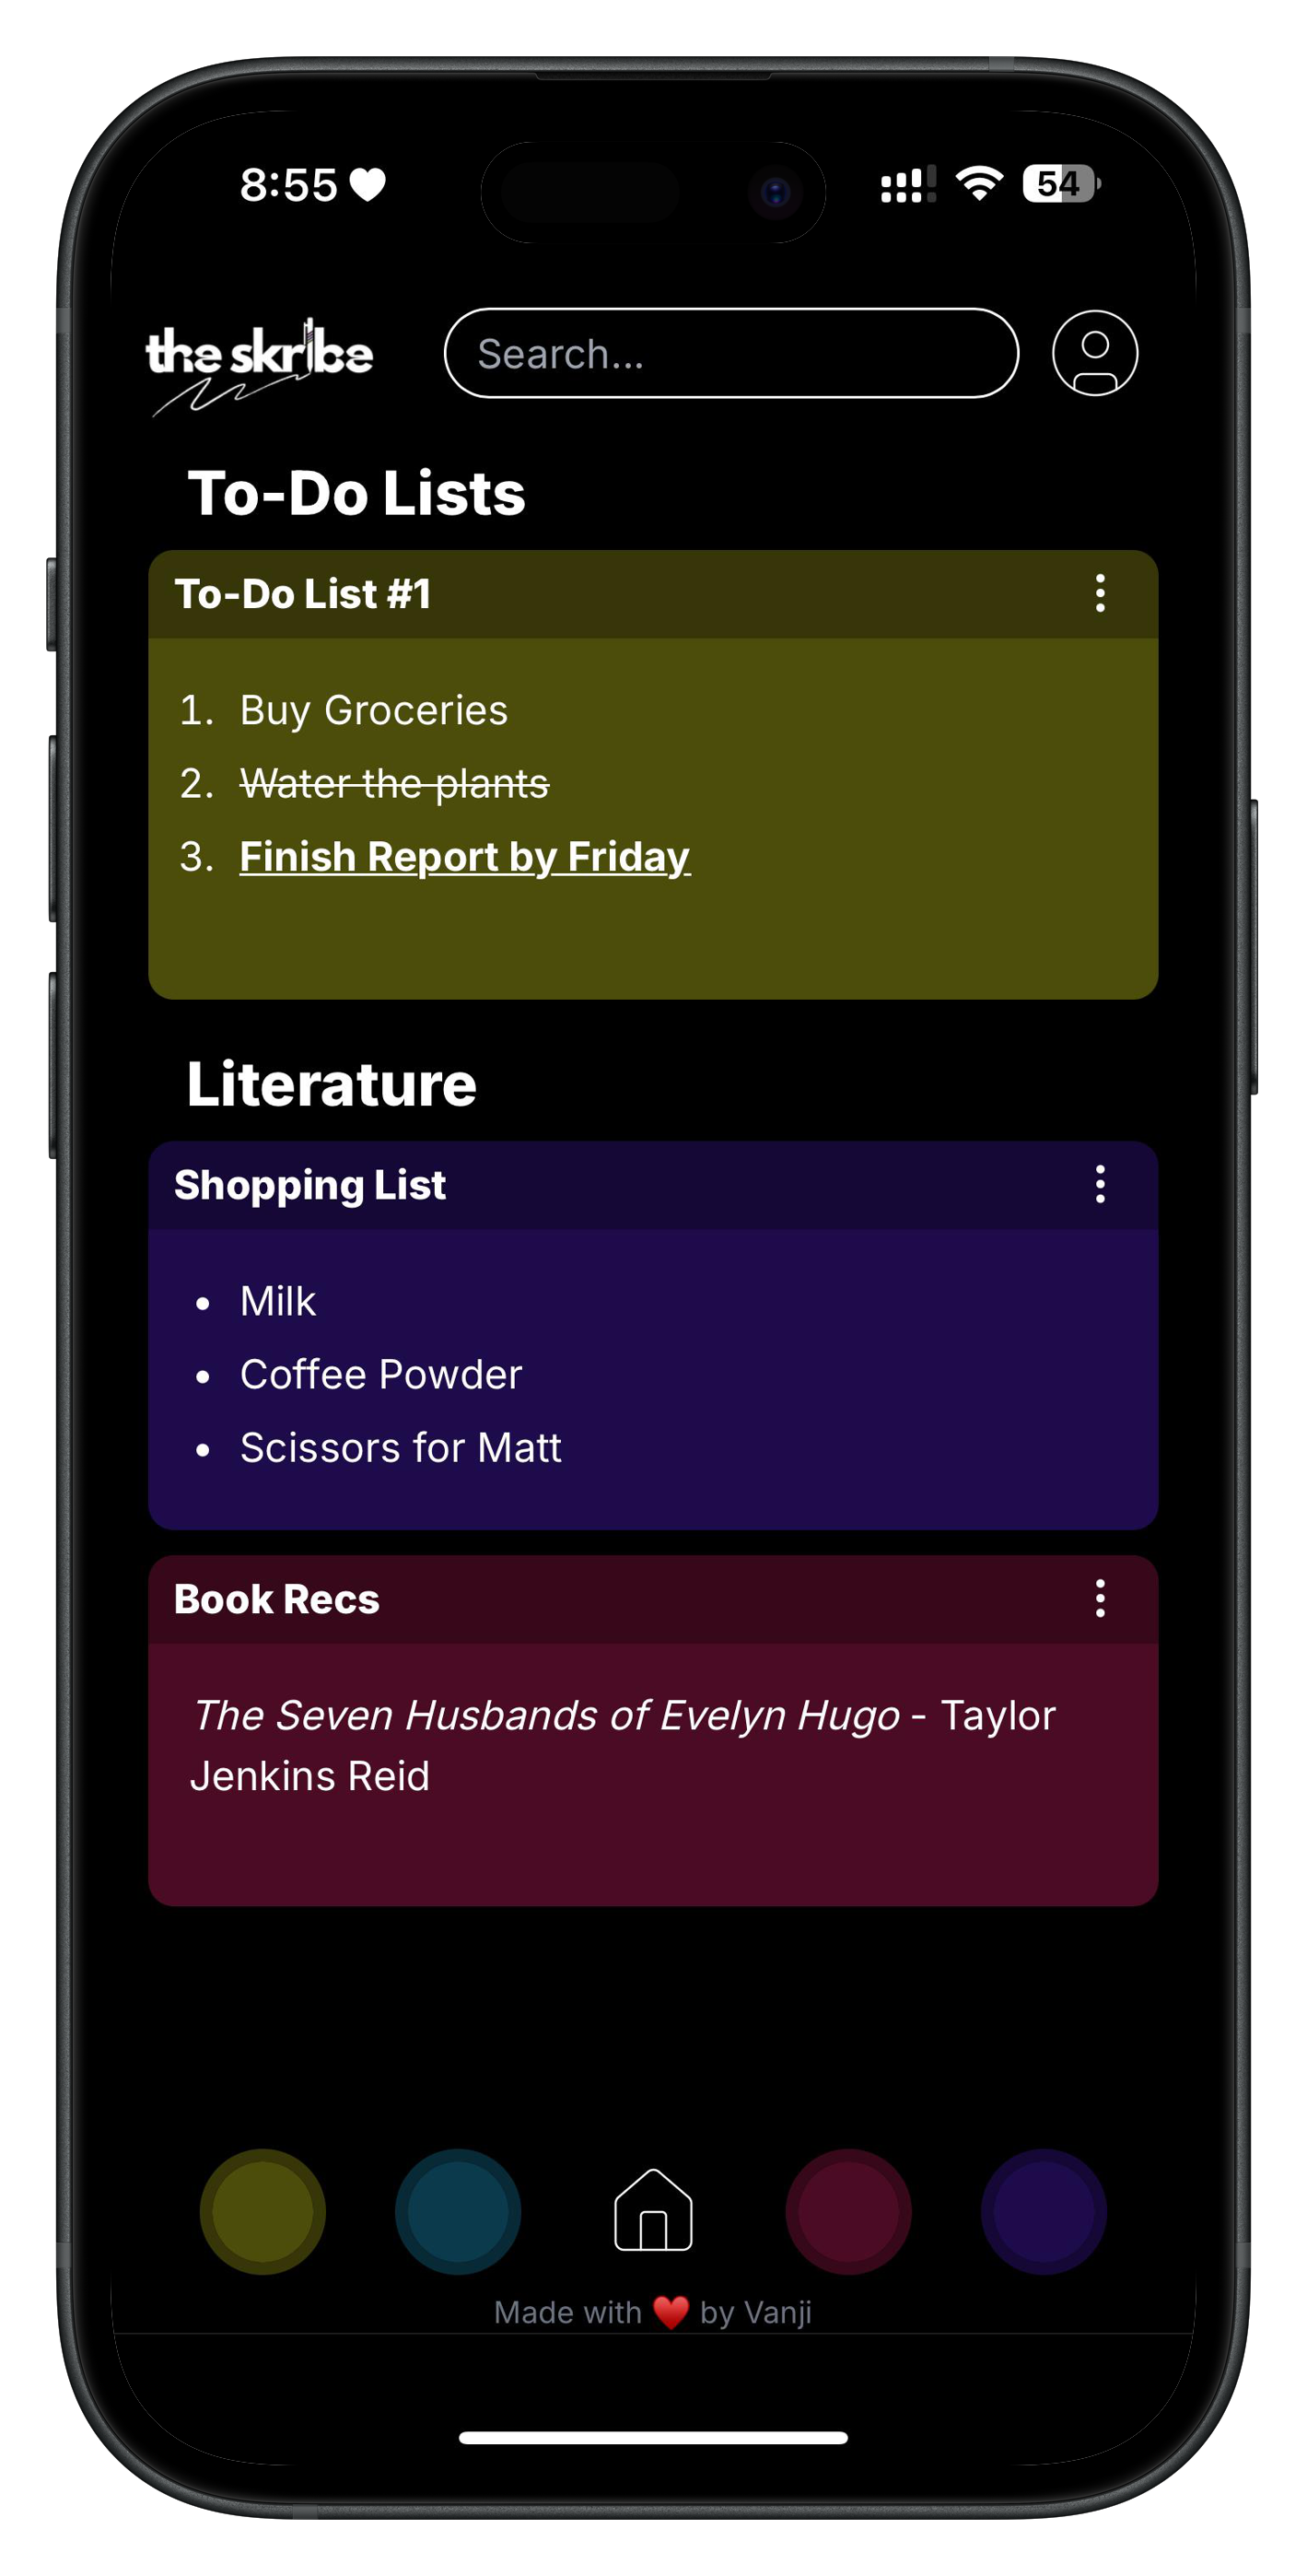 8:55
54
the skribe
Search...
To-Do Lists
To-Do List #1
1. Buy Groceries
2. Water the plants
3. Finish Report by Friday
Literature
Shopping List
• Milk
• Coffee Powder
• Scissors for Matt
Book Recs
The Seven Husbands of Evelyn Hugo - Taylor
Jenkins Reid
Made with ❤️ by Vanji